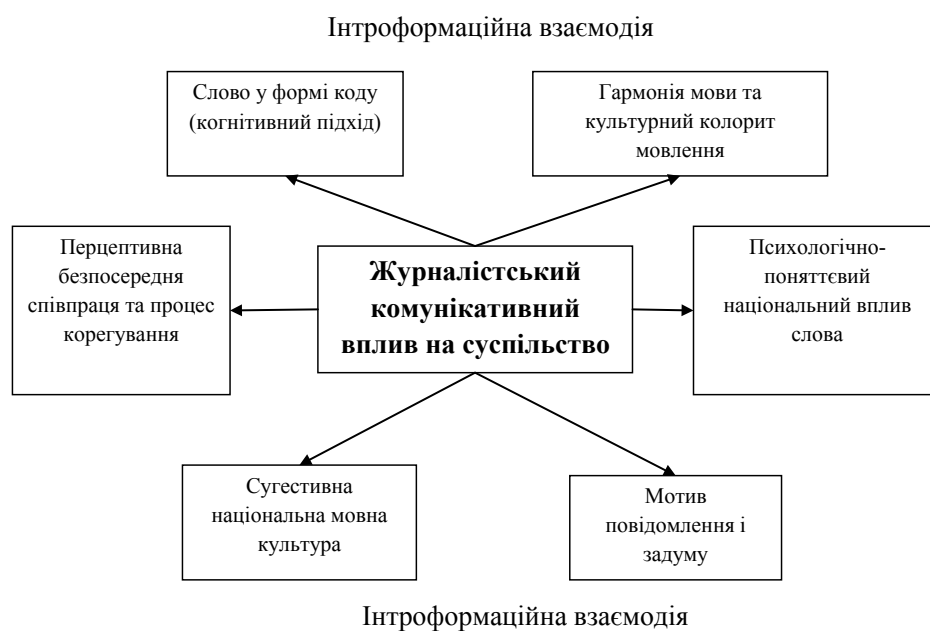 Інтроформаційна взаємодія
Слово у формі коду
(когнітивний підхід)
Гармонія мови та
культурний колорит
мовлення
Перцептивна
безпосередня
співпраця та процес
корегування
Журналістський
комунікативний
вплив на суспільство
Психологічно-
поняттєвий
національний вплив
слова
Сугестивна
національна мовна
культура
Мотив
повідомлення і
задуму
Інтроформаційна взаємодія